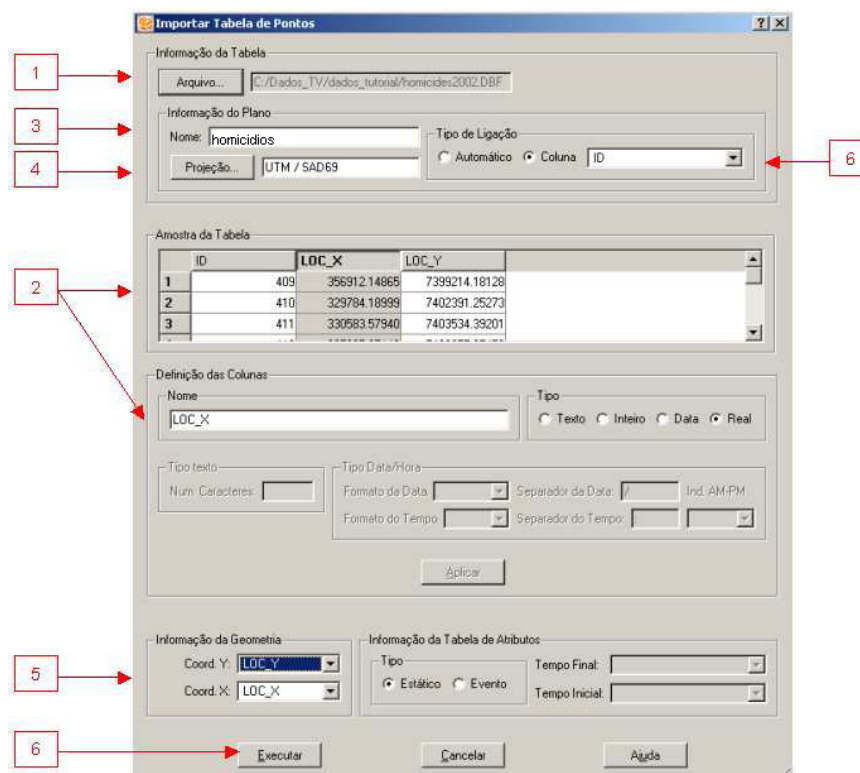 Importar Tabela de Pontos
Informação da Tabela
1
Arquivo... C:/Dados_TV/dados_tutorial/homicides2002.DBF
Informação do Plano
3
Nome: homicidios
Tipo de Ligação
Automático Coluna ID
6
4
Projeção... UTM / SAD69
Amostra da Tabela
ID LOC_X LOC_Y
1 409 356912.14865 7399214.18128
2
2 410 329784.18999 7402391.25273
3 411 330583.57940 7403534.39201
Definição das Colunas
Nome
LOC_X
Tipo
Texto Inteiro Data Real
Tipo texto
Num. Caracteres:
Tipo Data/Hora
Formato da Data Separador da Data: / Ind. AM-PM
Formato do Tempo Separador do Tempo: :
Aplicar
Informação da Geometria
5
Coord. Y: LOC_Y
Coord. X: LOC_X
Informação da Tabela de Atributos
Tipo
Estático Evento
Tempo Final:
Tempo Inicial:
6
Executar Cancelar Ajuda